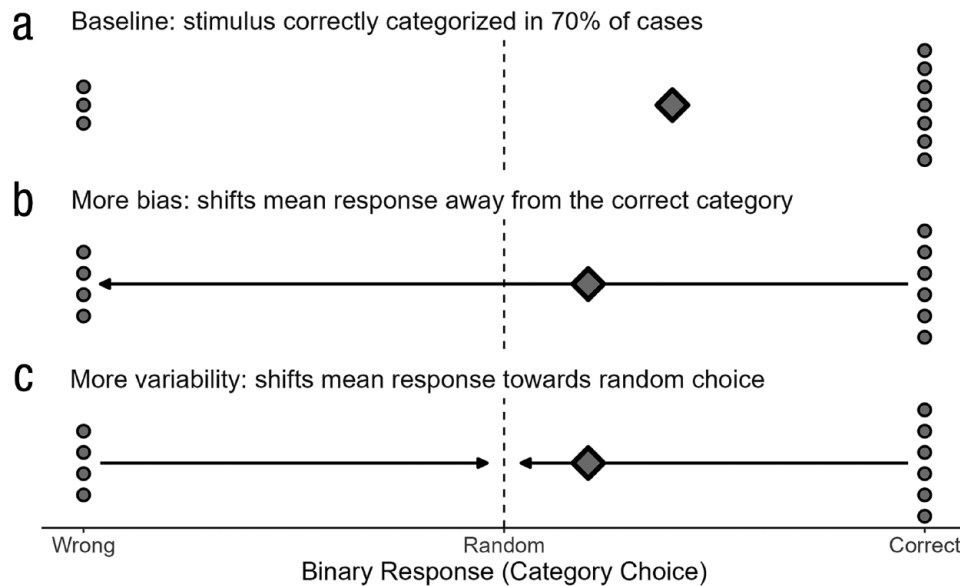 a Baseline: stimulus correctly categorized in 70% of cases
b More bias: shifts mean response away from the correct category
c More variability: shifts mean response towards random choice
Wrong Random Correct
Binary Response (Category Choice)